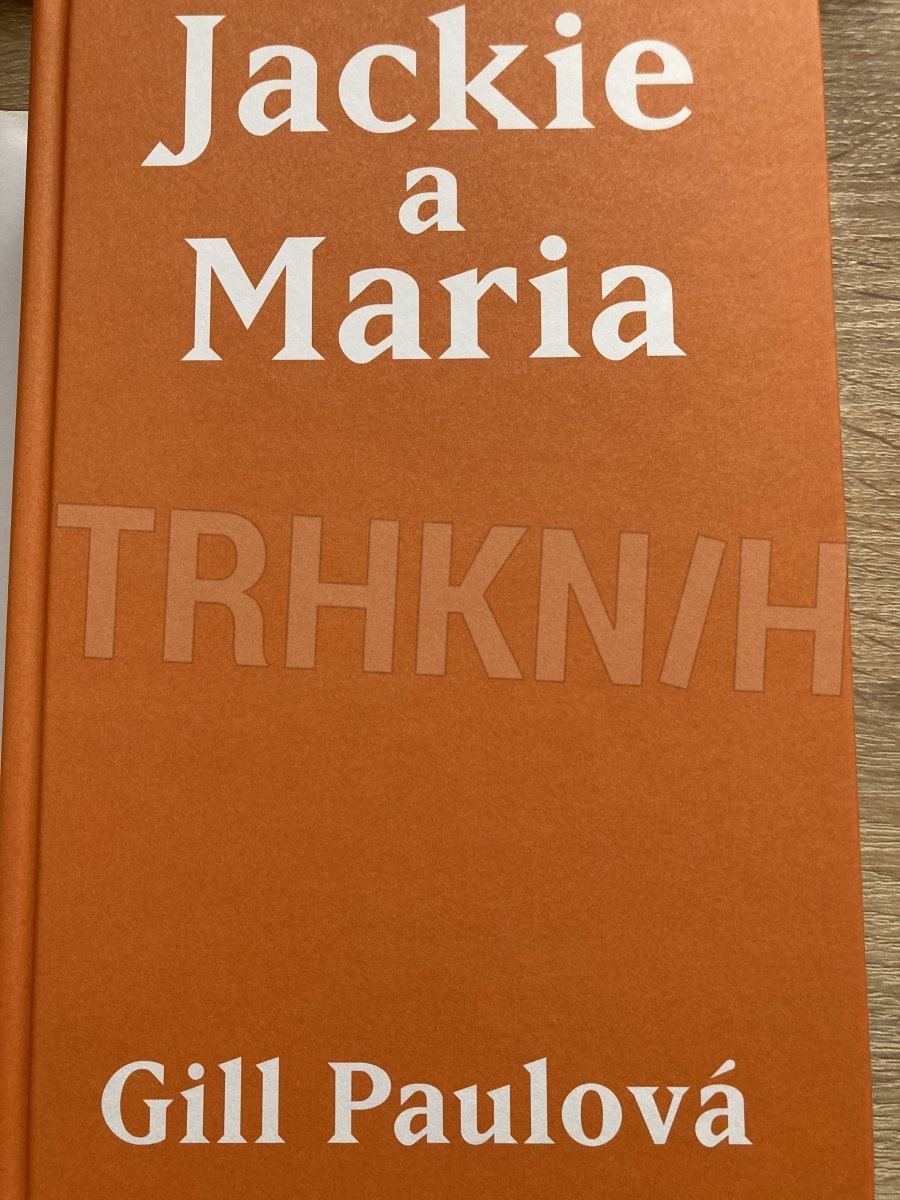 Jackie
a
Maria
TRHKN/H
Gill Paulová